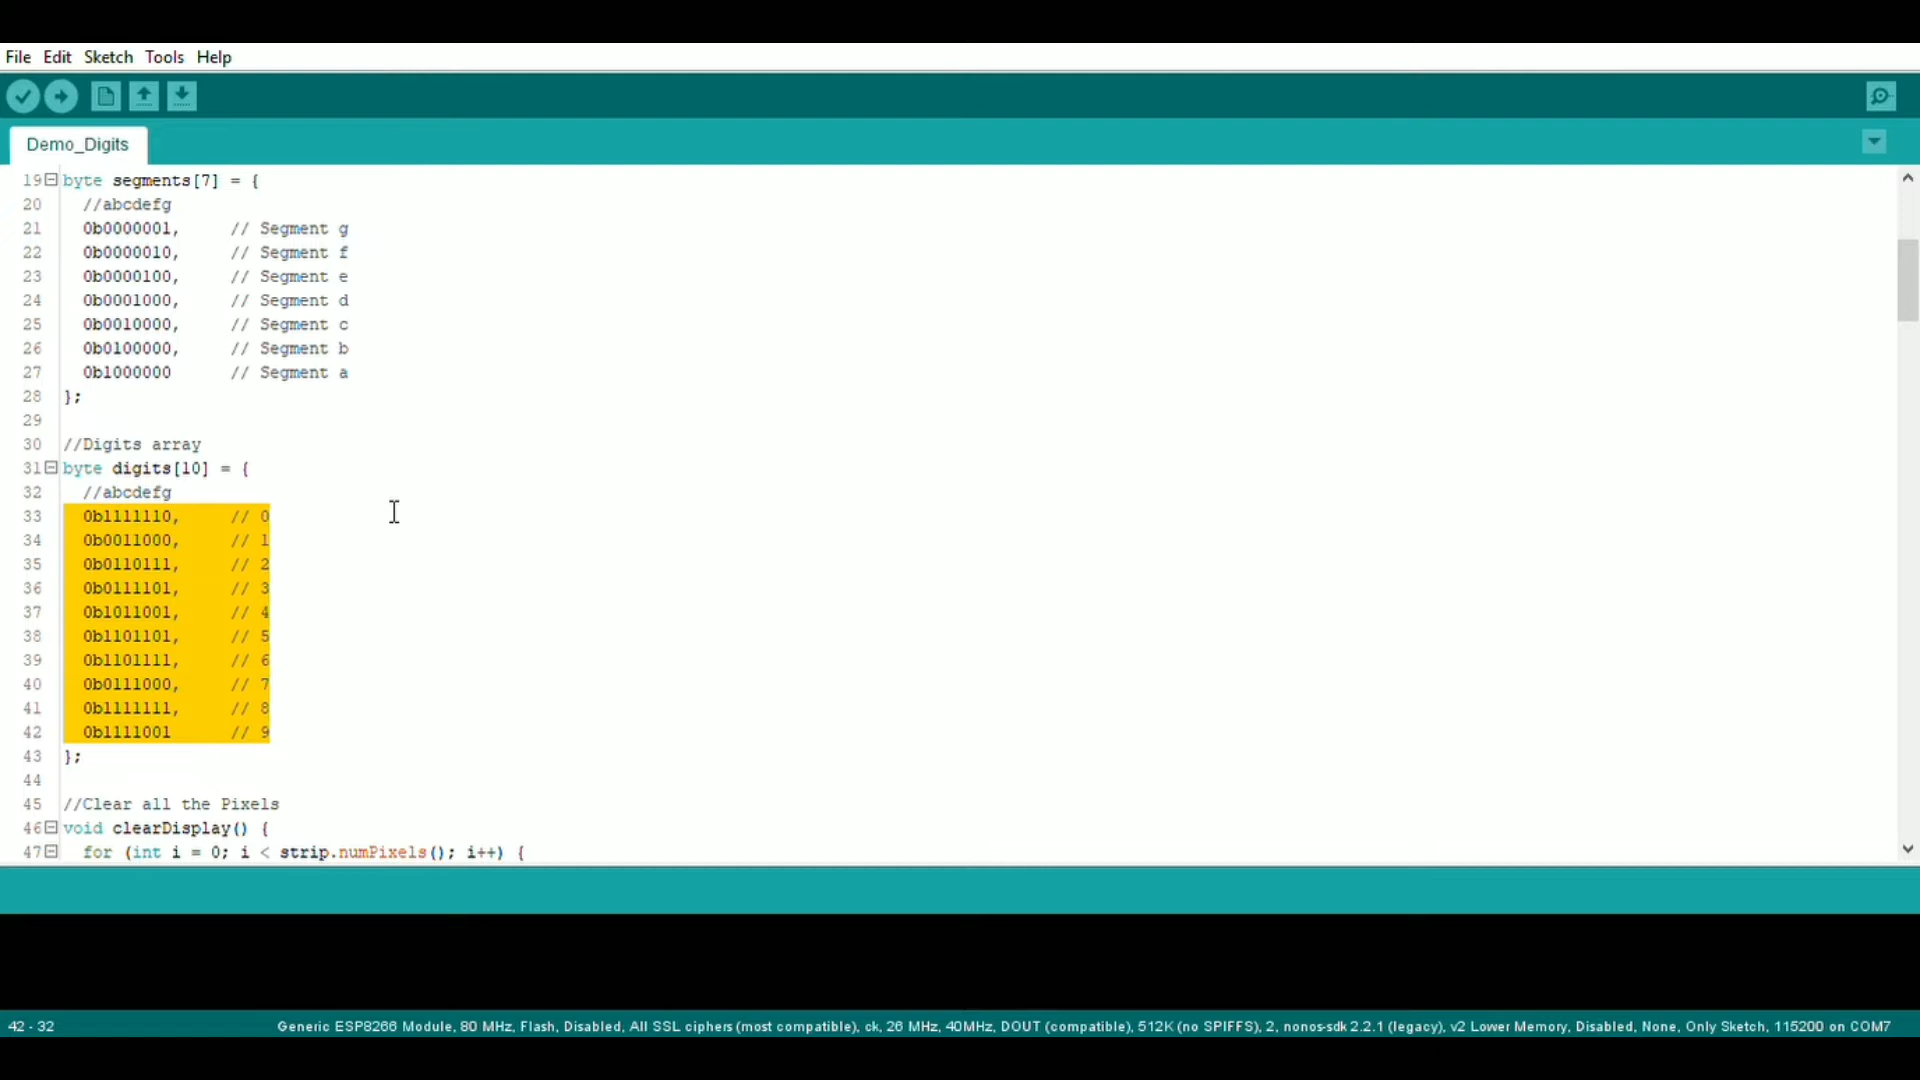 File Edit Sketch Tools Help
Demo_Digits
19 byte segments[7] = {
20 //abcdefg
21 0b0000001, // Segment g
22 0b0000010, // Segment f
23 0b0000100, // Segment e
24 0b0001000, // Segment d
25 0b0010000, // Segment c
26 0b0100000, // Segment b
27 0b1000000 // Segment a
28 };
29
30 //Digits array
31 byte digits[10] = {
32 //abcdefg
33 0b1111110, // 0
34 0b0011000, // 1
35 0b0110111, // 2
36 0b0111101, // 3
37 0b1011001, // 4
38 0b1101101, // 5
39 0b1101111, // 6
40 0b0111000, // 7
41 0b1111111, // 8
42 0b1111001 // 9
43 };
44
45 //Clear all the Pixels
46 void clearDisplay() {
47 for (int i = 0; i < strip.numPixels(); i++) {
42 - 32 Generic ESP8266 Module, 80 MHz, Flash, Disabled, All SSL ciphers (most compatible), ck, 26 MHz, 40MHz, DOUT (compatible), 512K (no SPIFFS), 2, nonos-sdk 2.2.1 (legacy), v2 Lower Memory, Disabled, None, Only Sketch, 115200 on COM7